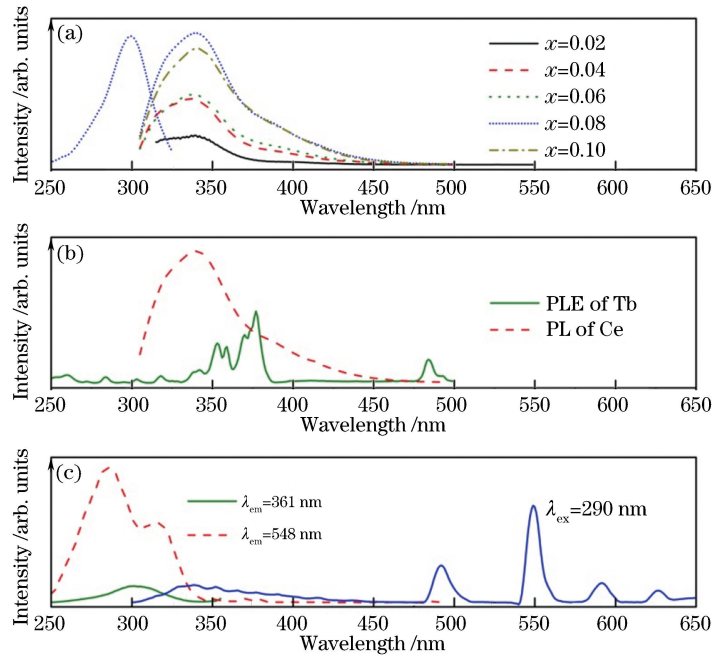 (a)
Intensity /arb. units
x=0.02
x=0.04
x=0.06
x=0.08
x=0.10
250 300 350 400 450 500 550 600 650
Wavelength /nm
(b)
Intensity /arb. units
PLE of Tb
PL of Ce
250 300 350 400 450 500 550 600 650
Wavelength /nm
(c)
Intensity /arb. units
λem=361 nm
λem=548 nm
λex=290 nm
250 300 350 400 450 500 550 600 650
Wavelength /nm